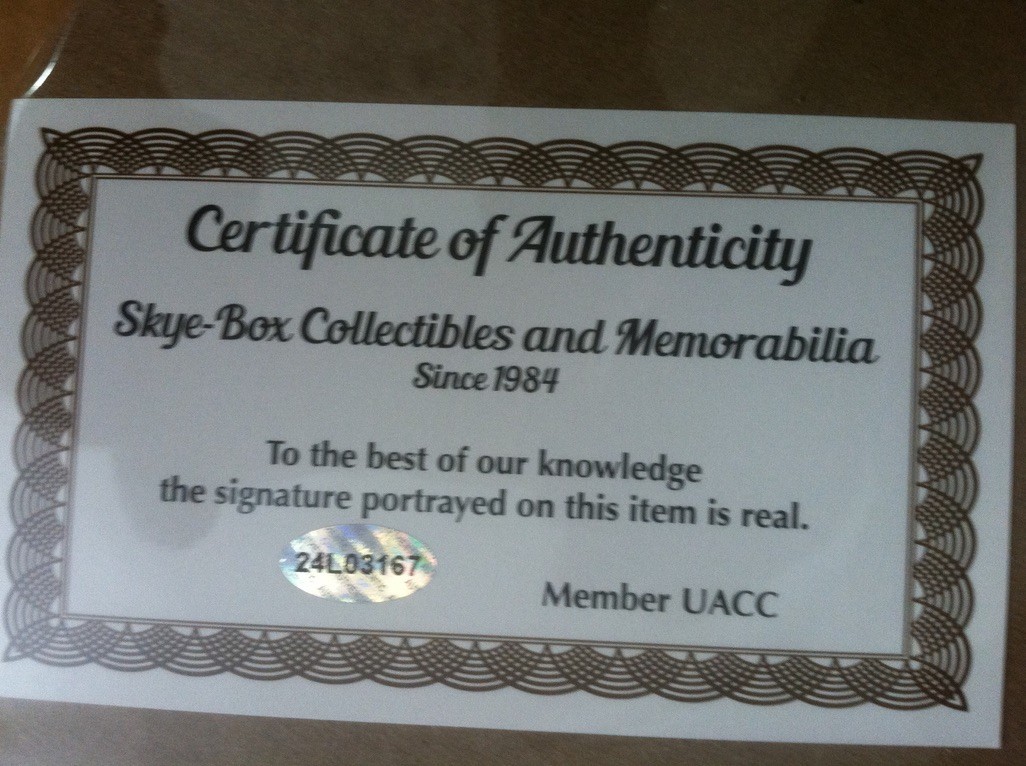 Certificate of Authenticity
Skye-Box Collectibles and Memorabilia
Since 1984
To the best of our knowledge
the signature portrayed on this item is real.
24L03167
Member UACC